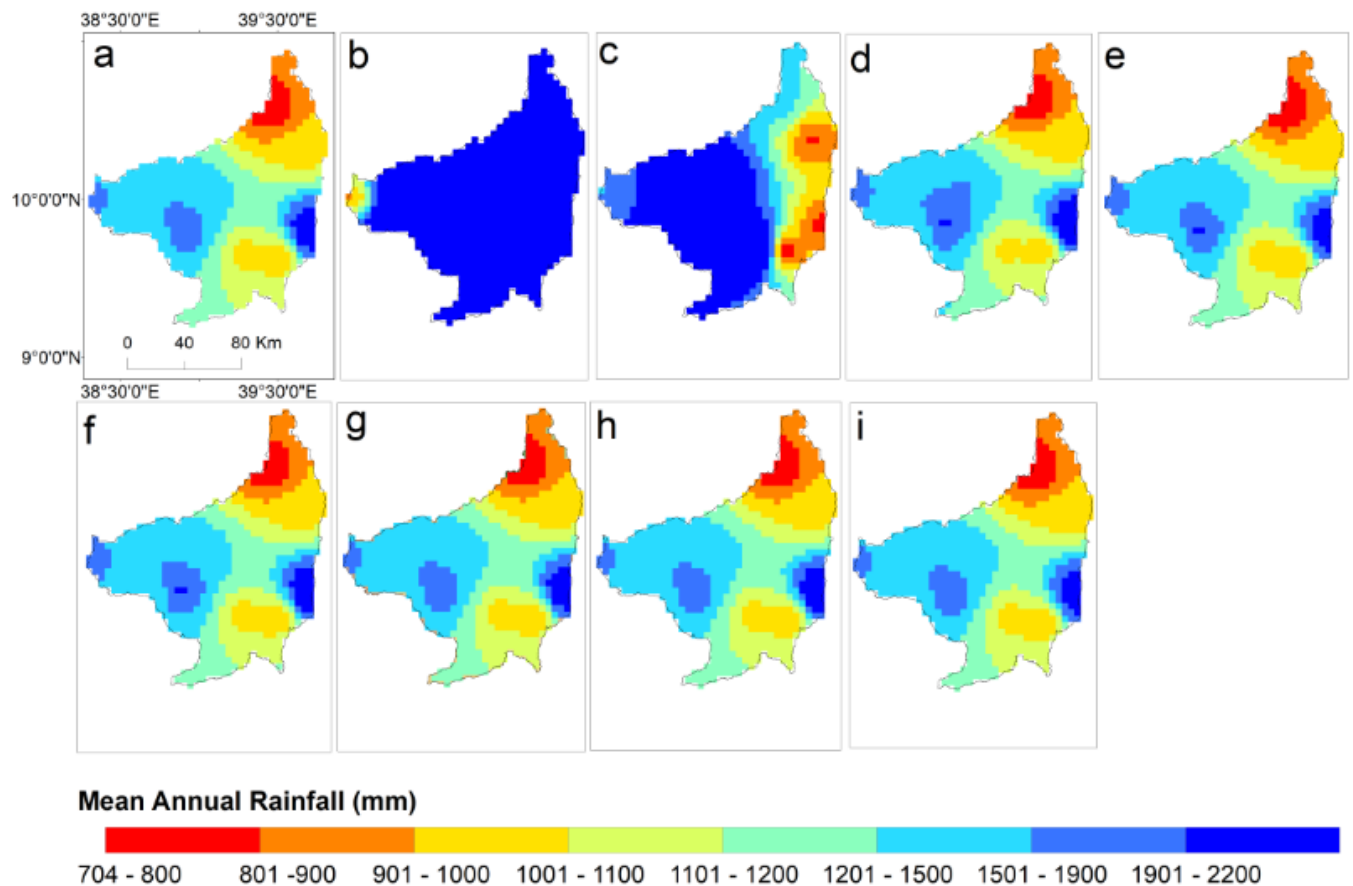 38°30'0"E 39°30'0"E
a b c d e
10°0'0"N
0 40 80 Km
9°0'0"N
38°30'0"E 39°30'0"E
f g h i
Mean Annual Rainfall (mm)
704 - 800 801 -900 901 - 1000 1001 - 1100 1101 - 1200 1201 - 1500 1501 - 1900 1901 - 2200